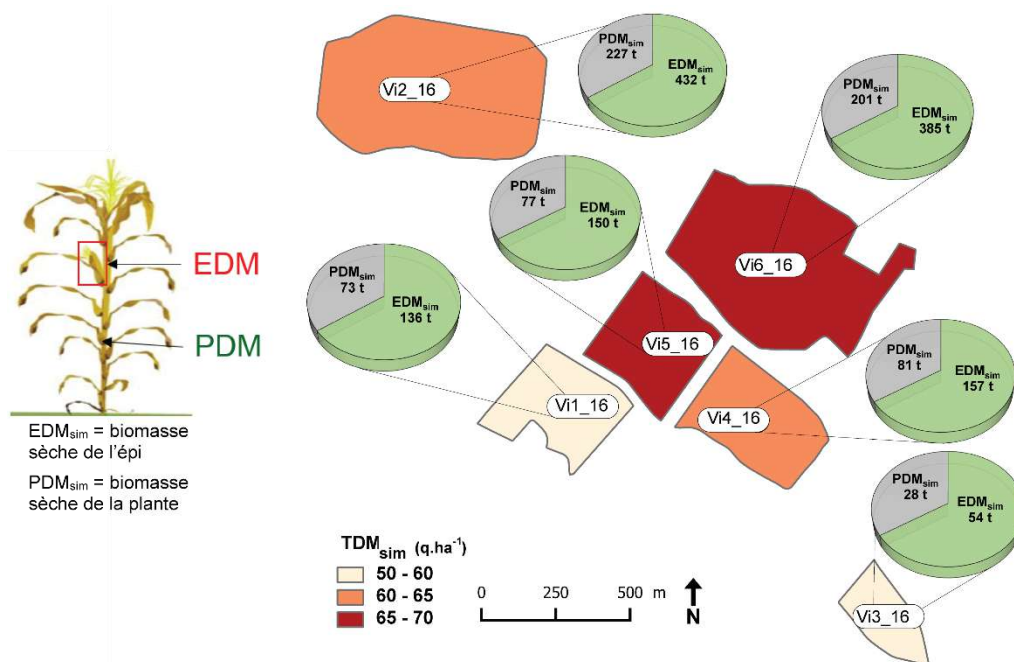 EDM
PDM
EDMsim = biomasse
sèche de l’épi
PDMsim = biomasse
sèche de la plante
PDMsim
227 t
EDMsim
432 t
Vi2_16
PDMsim
201 t
EDMsim
385 t
Vi6_16
PDMsim
77 t
EDMsim
150 t
Vi5_16
PDMsim
73 t
EDMsim
136 t
Vi1_16
PDMsim
81 t
EDMsim
157 t
Vi4_16
PDMsim
28 t
EDMsim
54 t
Vi3_16
TDMsim (q.ha⁻¹)
50 - 60
60 - 65
65 - 70
0 250 500 m
N